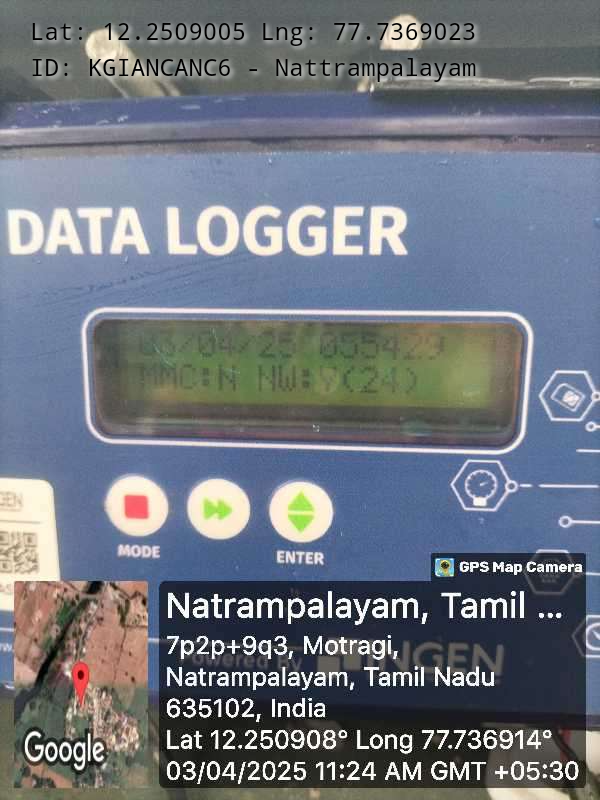 Lat: 12.2509005 Lng: 77.7369023
ID: KGIANCANC6 - Nattrampalayam
DATA LOGGER
03/04/25 055429
MMC:N NW:Y(24)
MODE
ENTER
GPS Map Camera
Natrampalayam, Tamil ...
7p2p+9q3, Motragi,
Natrampalayam, Tamil Nadu
635102, India
Lat 12.250908° Long 77.736914°
03/04/2025 11:24 AM GMT +05:30
Google
Powered by